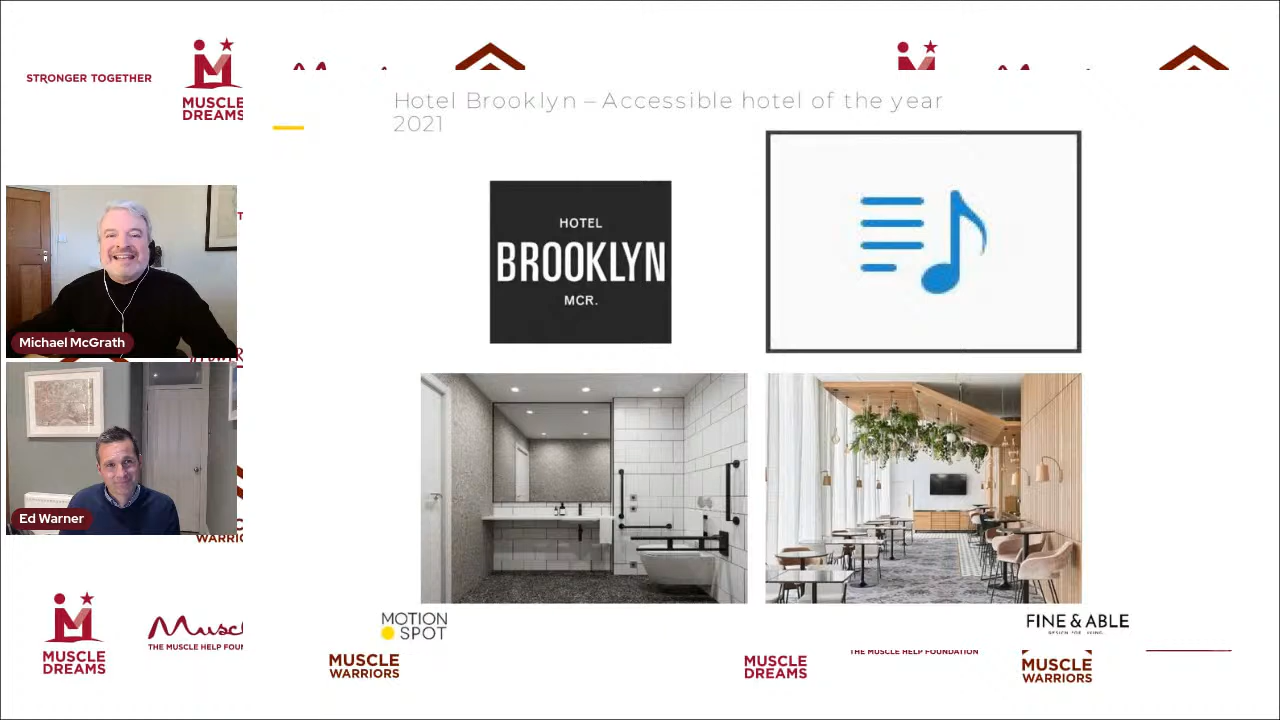 STRONGER TOGETHER
MUSCLE
DREAMS
Hotel Brooklyn – Accessible hotel of the year
2021
HOTEL
BROOKLYN
MCR.
Michael McGrath
Ed Warner
MUSCLE
DREAMS
THE MUSCLE HELP FOUN
MOTION
SPOT
FINE & ABLE
MUSCLE
WARRIORS
MUSCLE
DREAMS
THE MUSCLE HELP FOUNDATION
MUSCLE
WARRIORS